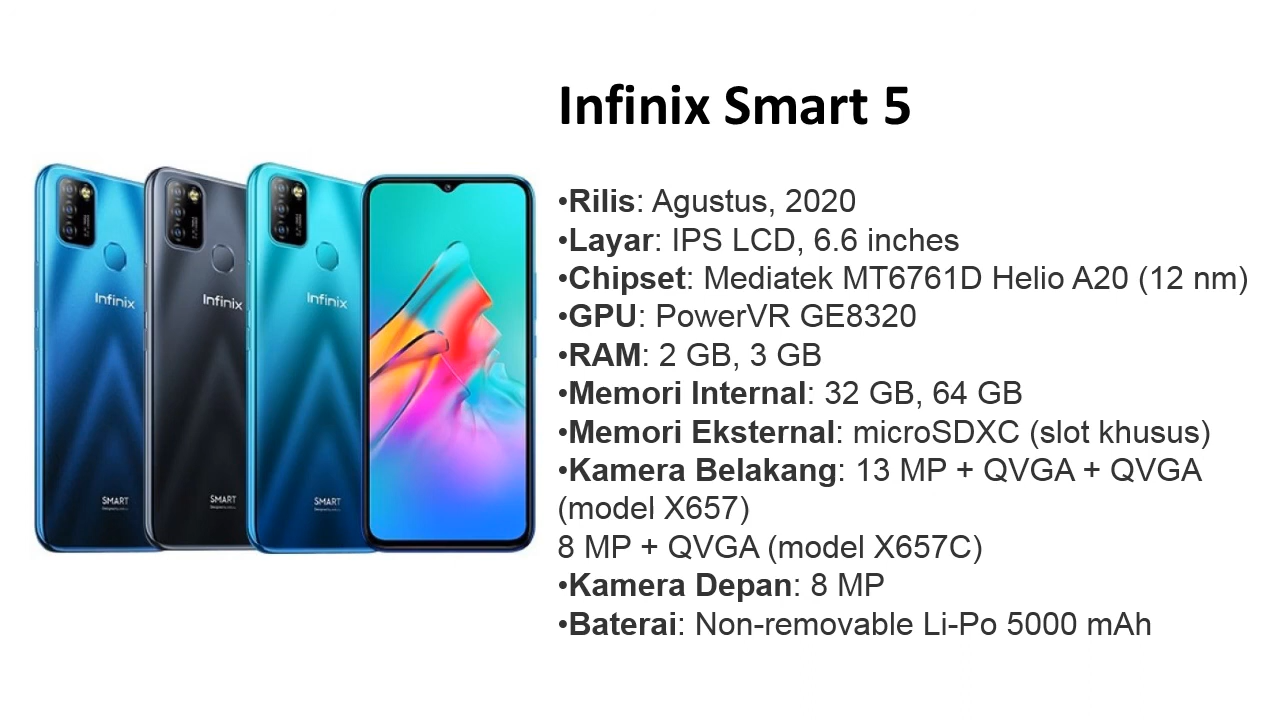 Infinix Smart 5
•Rilis: Agustus, 2020
•Layar: IPS LCD, 6.6 inches
•Chipset: Mediatek MT6761D Helio A20 (12 nm)
•GPU: PowerVR GE8320
•RAM: 2 GB, 3 GB
•Memori Internal: 32 GB, 64 GB
•Memori Eksternal: microSDXC (slot khusus)
•Kamera Belakang: 13 MP + QVGA + QVGA
(model X657)
8 MP + QVGA (model X657C)
•Kamera Depan: 8 MP
•Baterai: Non-removable Li-Po 5000 mAh
Infinix
Infinix
Infinix
SMART
SMART
SMART